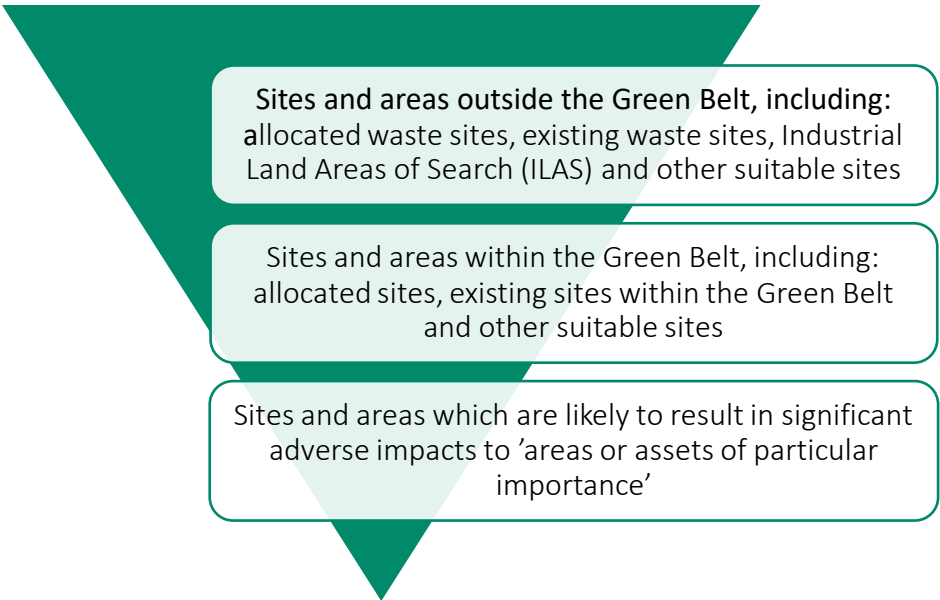 Sites and areas outside the Green Belt, including:
allocated waste sites, existing waste sites, Industrial
Land Areas of Search (ILAS) and other suitable sites
Sites and areas within the Green Belt, including:
allocated sites, existing sites within the Green Belt
and other suitable sites
Sites and areas which are likely to result in significant
adverse impacts to ’areas or assets of particular
importance’